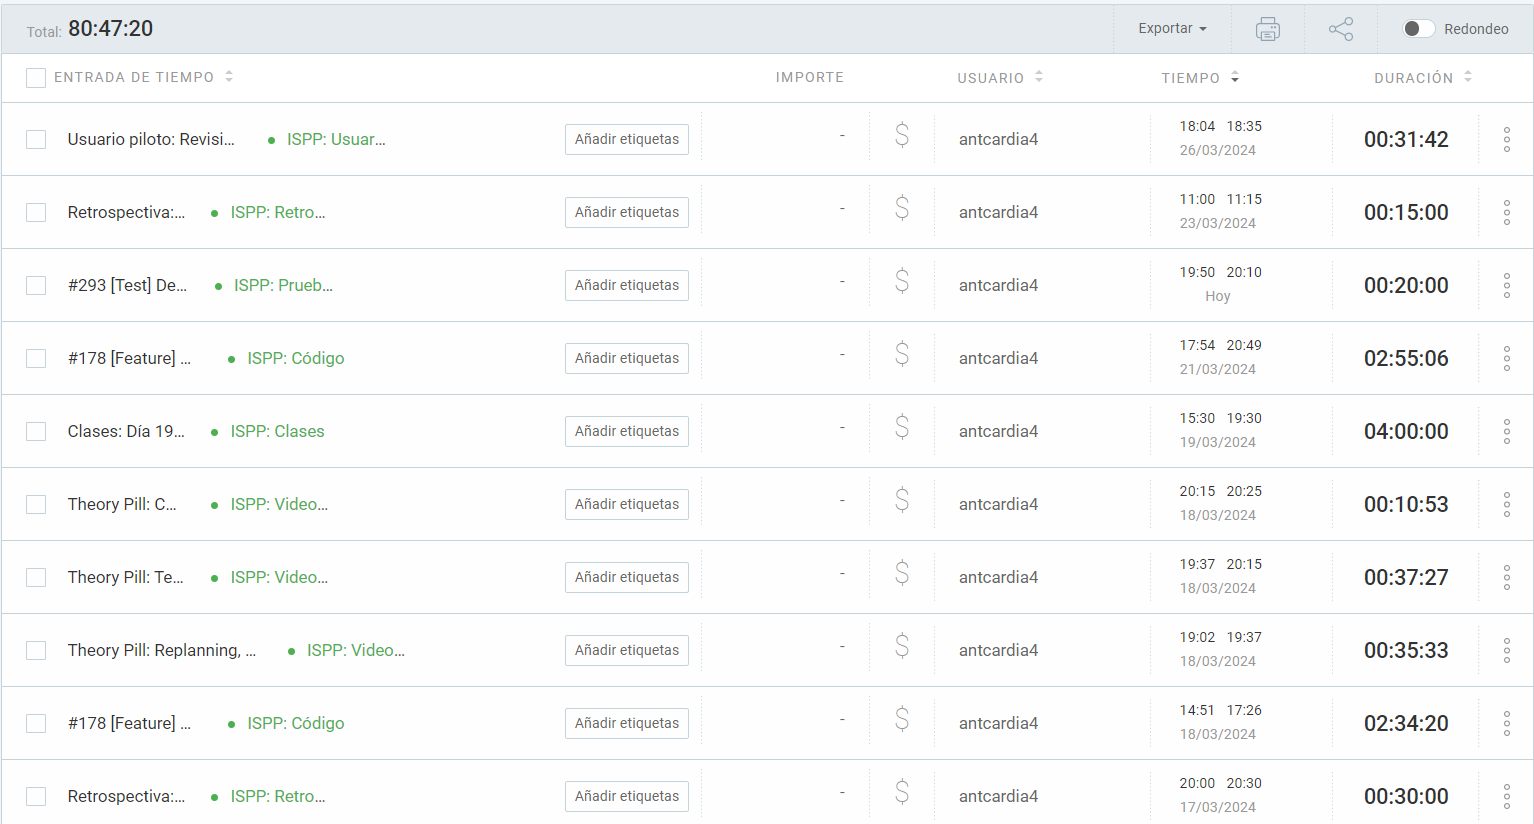 Total: 80:47:20 Exportar Redondeo
ENTRADA DE TIEMPO IMPORTE USUARIO TIEMPO DURACIÓN
Usuario piloto: Revisi... ISPP: Usuar... Añadir etiquetas - $ antcardia4 18:04 18:35 00:31:42
26/03/2024
Retrospectiva:... ISPP: Retro... Añadir etiquetas - $ antcardia4 11:00 11:15 00:15:00
23/03/2024
#293 [Test] De... ISPP: Prueb... Añadir etiquetas - $ antcardia4 19:50 20:10 00:20:00
Hoy
#178 [Feature] ... ISPP: Código Añadir etiquetas - $ antcardia4 17:54 20:49 02:55:06
21/03/2024
Clases: Día 19... ISPP: Clases Añadir etiquetas - $ antcardia4 15:30 19:30 04:00:00
19/03/2024
Theory Pill: C... ISPP: Video... Añadir etiquetas - $ antcardia4 20:15 20:25 00:10:53
18/03/2024
Theory Pill: Te... ISPP: Video... Añadir etiquetas - $ antcardia4 19:37 20:15 00:37:27
18/03/2024
Theory Pill: Replanning, ... ISPP: Video... Añadir etiquetas - $ antcardia4 19:02 19:37 00:35:33
18/03/2024
#178 [Feature] ... ISPP: Código Añadir etiquetas - $ antcardia4 14:51 17:26 02:34:20
18/03/2024
Retrospectiva:... ISPP: Retro... Añadir etiquetas - $ antcardia4 20:00 20:30 00:30:00
17/03/2024